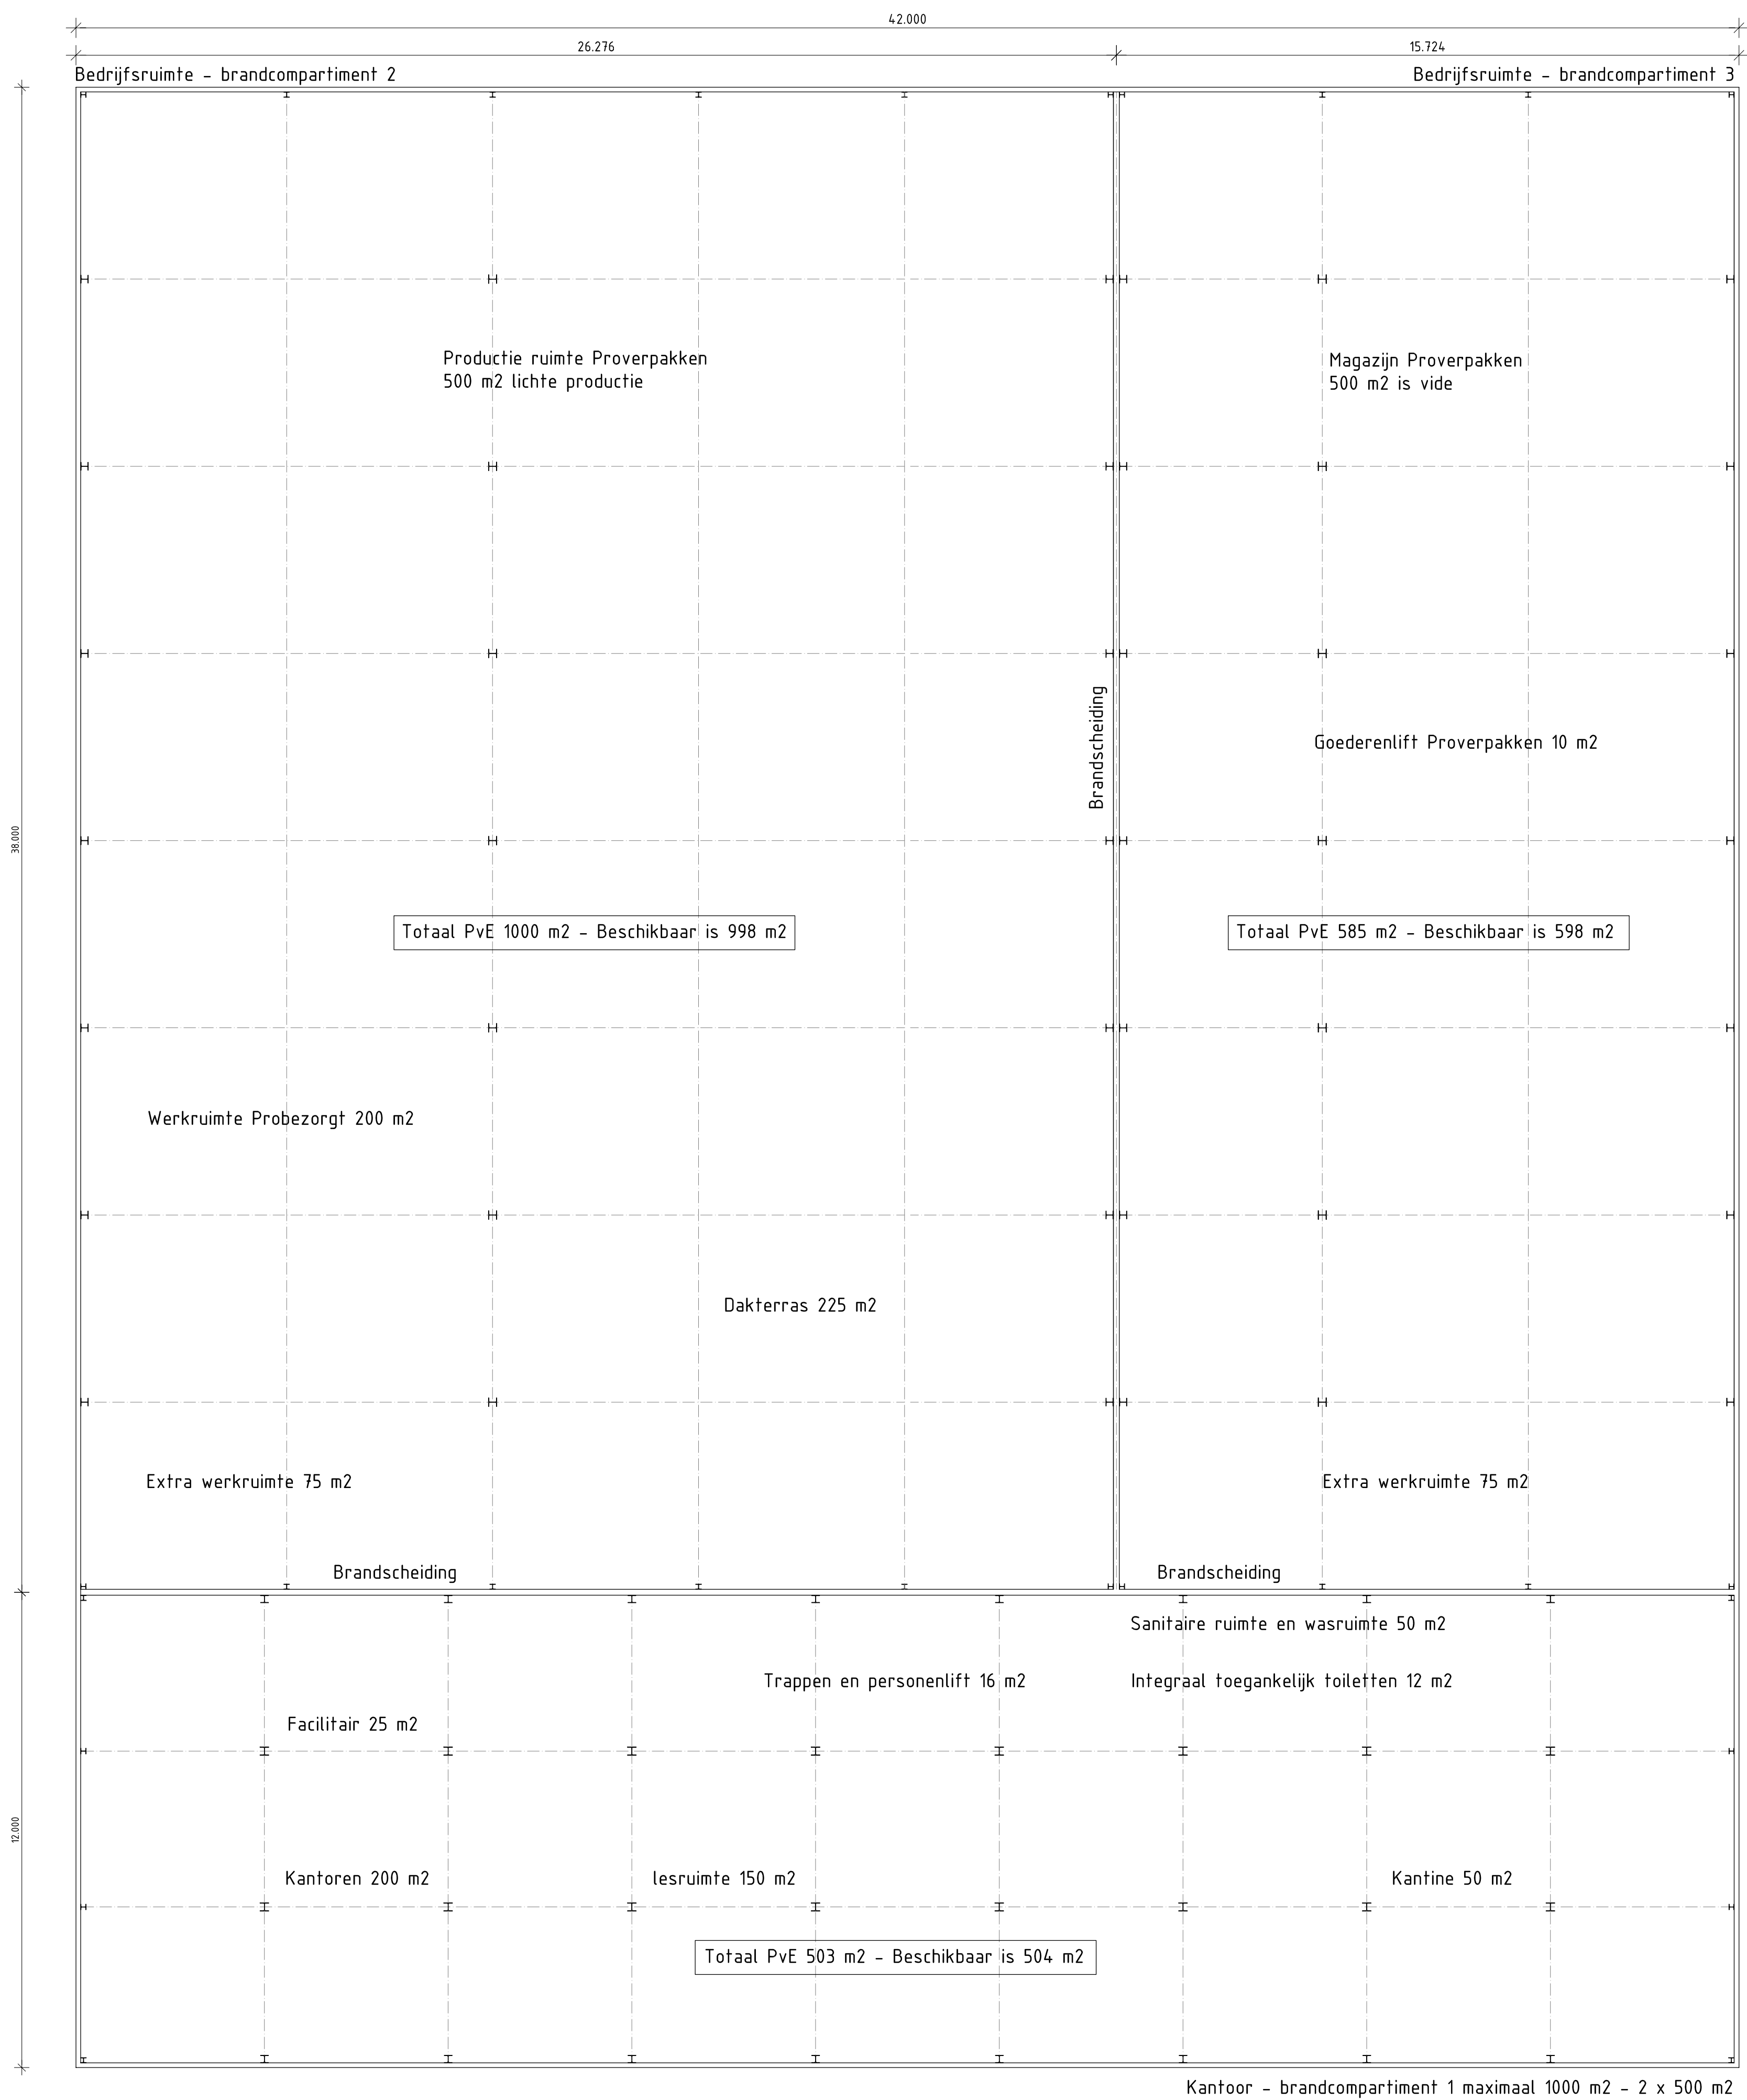 42.000
26.276
15.724
Bedrijfsruimte - brandcompartiment 2
Bedrijfsruimte - brandcompartiment 3
Productie ruimte Proverpakken
500 m2 lichte productie
Magazijn Proverpakken
500 m2 is vide
Brandscheiding
Goederenlift Proverpakken 10 m2
38.000
Totaal PvE 1000 m2 - Beschikbaar is 998 m2
Totaal PvE 585 m2 - Beschikbaar is 598 m2
Werkruimte Probezorgt 200 m2
Dakterras 225 m2
Extra werkruimte 75 m2
Extra werkruimte 75 m2
Brandscheiding
Brandscheiding
Sanitaire ruimte en wasruimte 50 m2
Trappen en personenlift 16 m2
Integraal toegankelijk toiletten 12 m2
Facilitair 25 m2
12.000
Kantoren 200 m2
lesruimte 150 m2
Kantine 50 m2
Totaal PvE 503 m2 - Beschikbaar is 504 m2
Kantoor - brandcompartiment 1 maximaal 1000 m2 - 2 x 500 m2